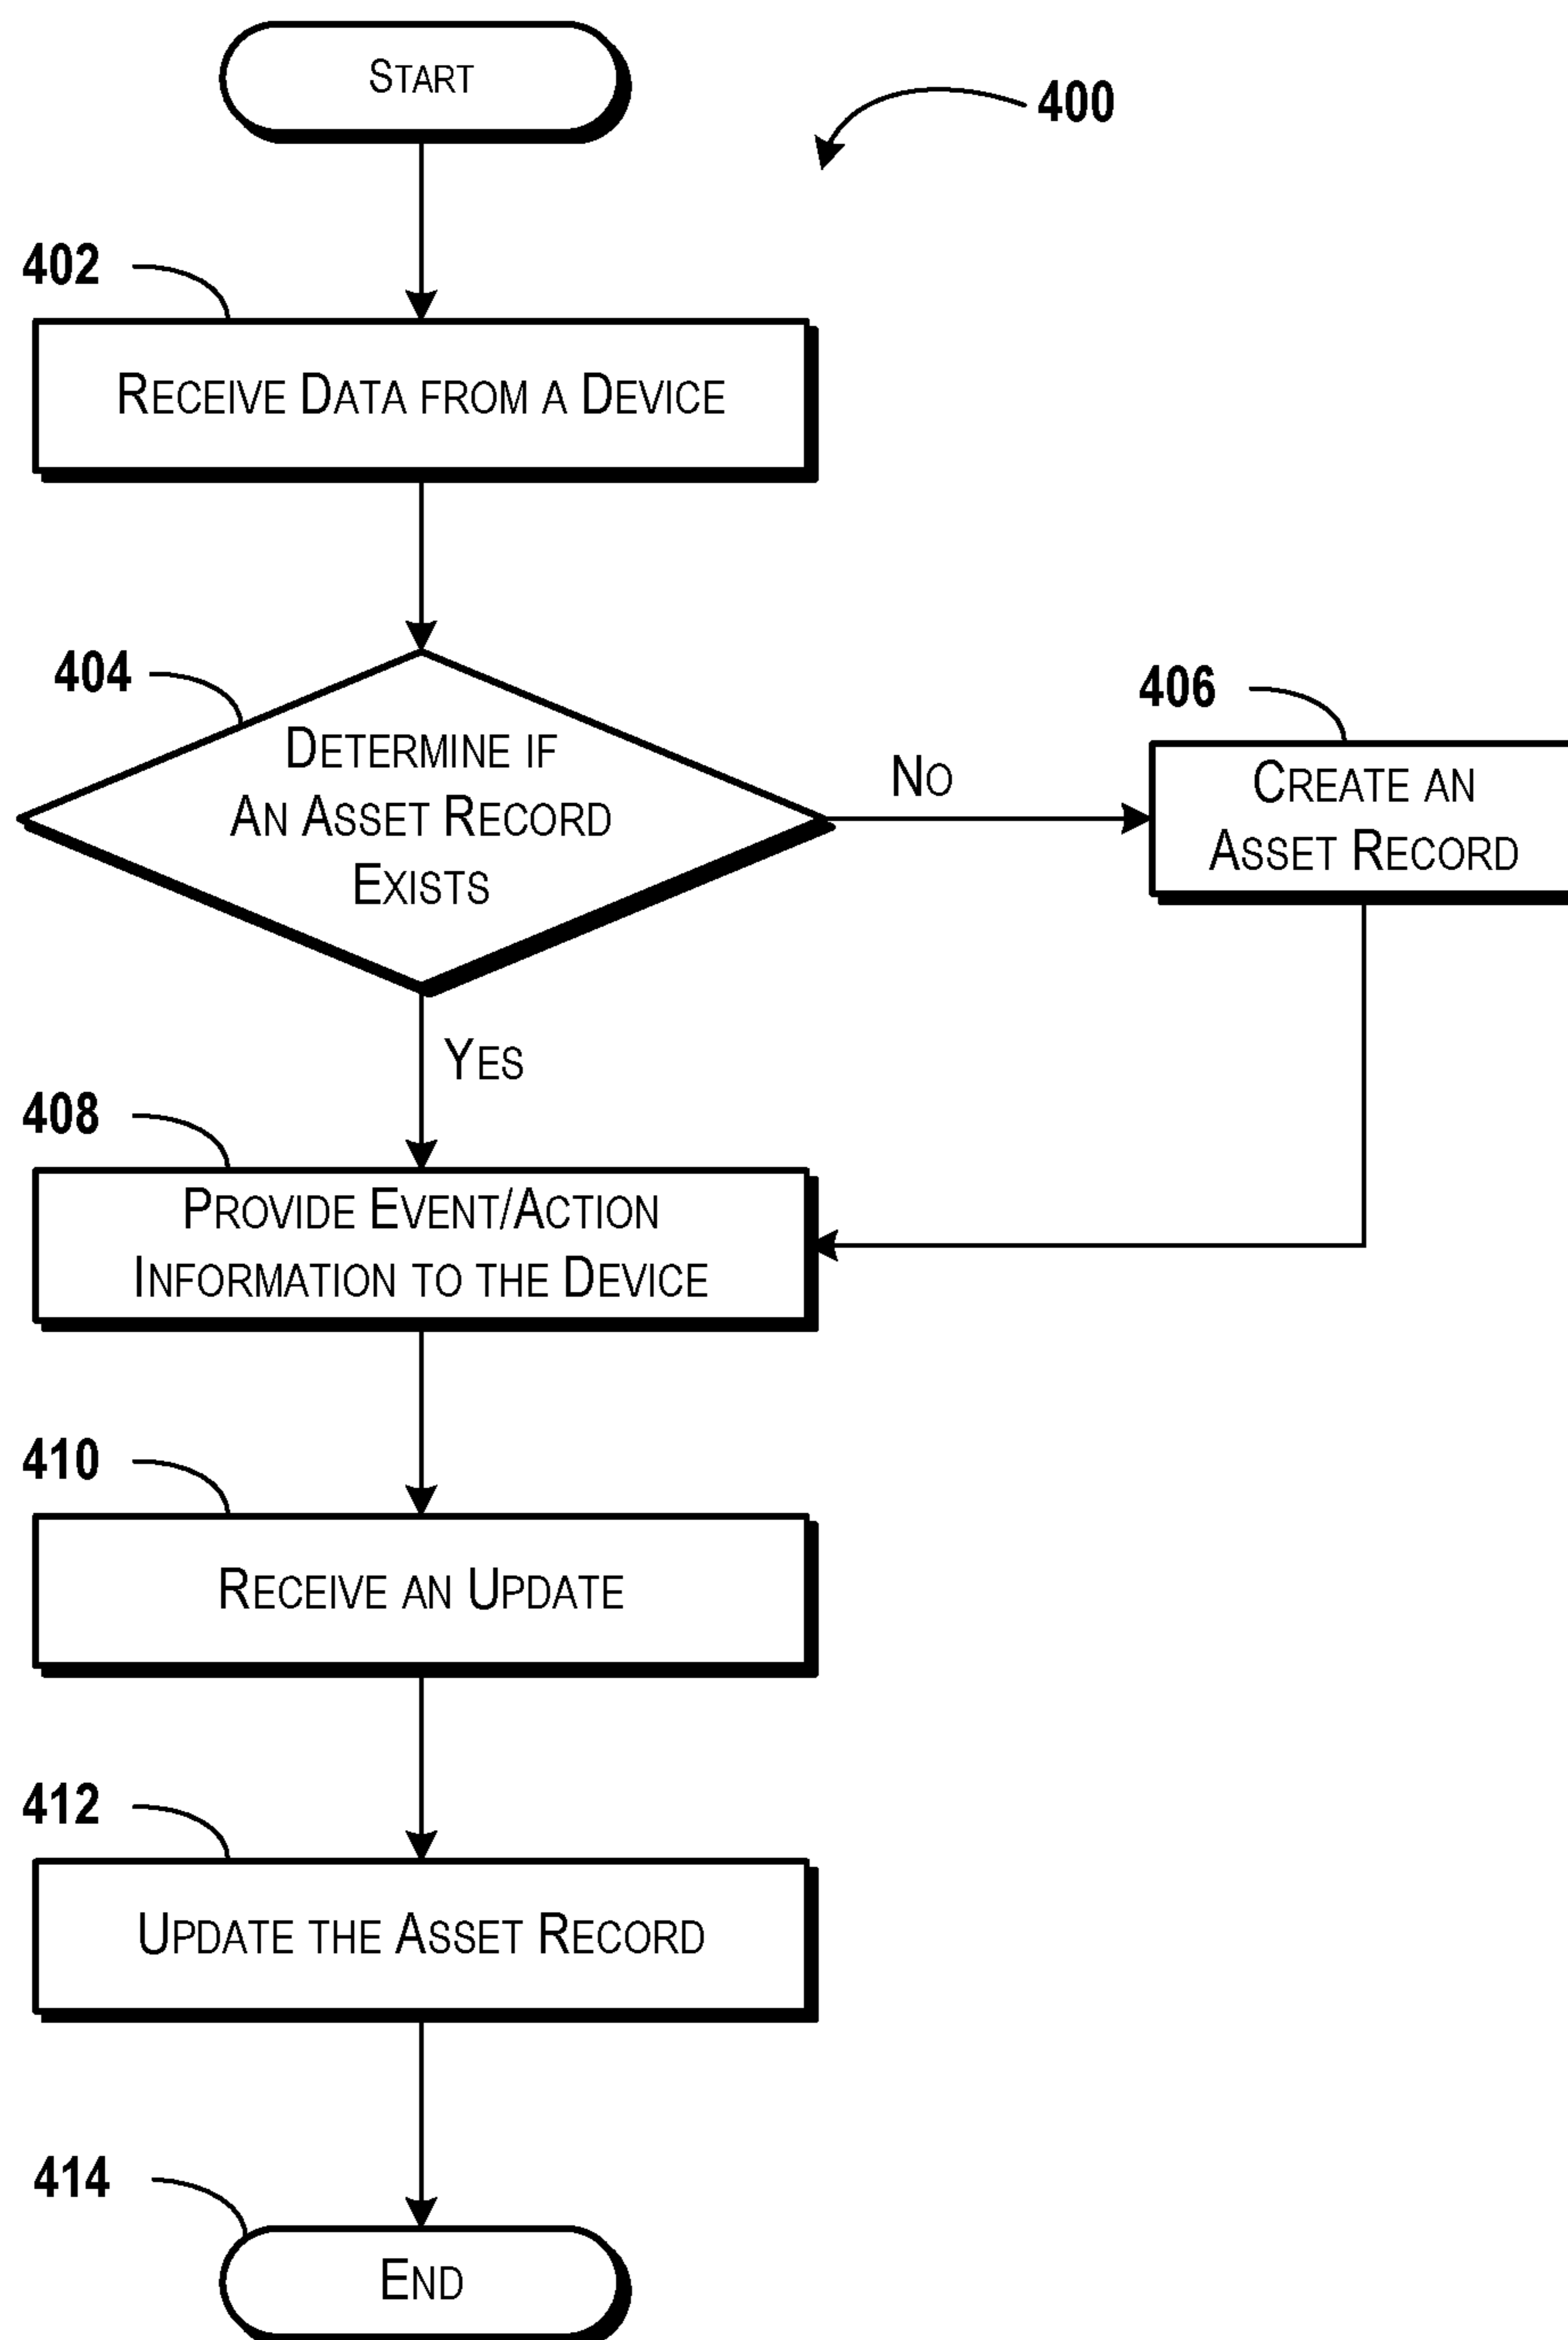 START
400
402
RECEIVE DATA FROM A DEVICE
404
DETERMINE IF
AN ASSET RECORD
EXISTS
NO
406
CREATE AN
ASSET RECORD
YES
408
PROVIDE EVENT/ACTION
INFORMATION TO THE DEVICE
410
RECEIVE AN UPDATE
412
UPDATE THE ASSET RECORD
414
END